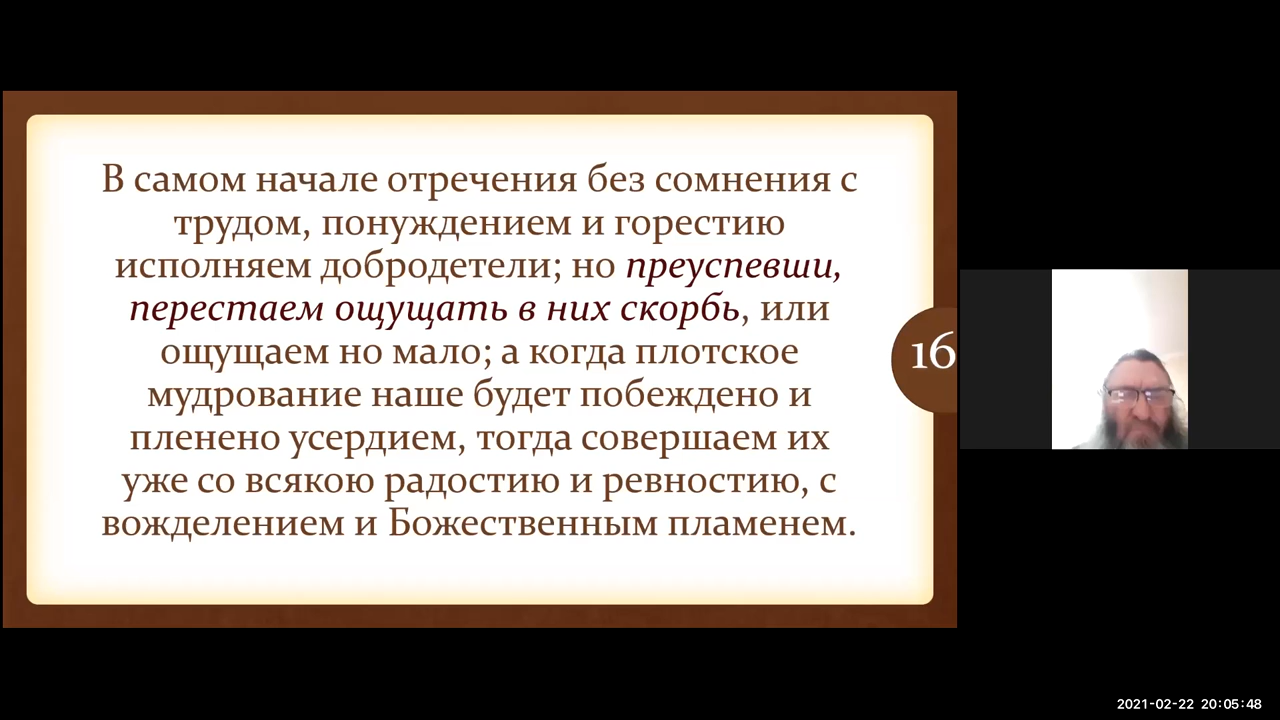 В самом начале отречения без сомнения с
трудом, понуждением и горестию
исполняем добродетели; но преуспевши,
перестаем ощущать в них скорбь, или
ощущаем но мало; а когда плотское
мудрование наше будет побеждено и
пленено усердием, тогда совершаем их
уже со всякою радостию и ревностию, с
вожделением и Божественным пламенем.
16
2021-02-22 20:05:48